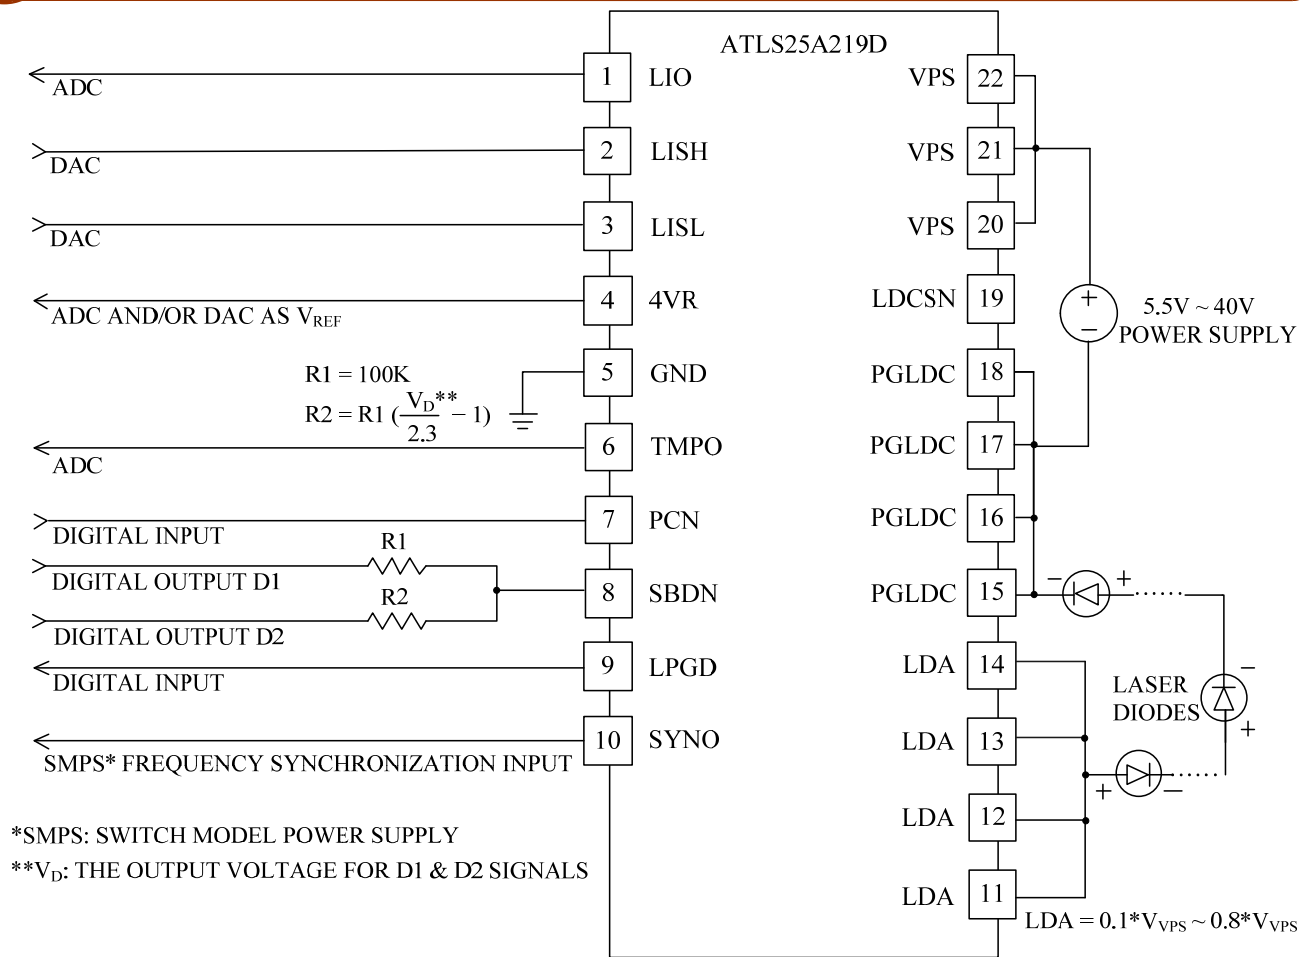 ATLS25A219D
1 LIO
ADC
2 LISH
DAC
3 LISL
DAC
4 4VR
ADC AND/OR DAC AS VREF
5 GND
R1 = 100K
R2 = R1 (VD** / 2.3 − 1)
6 TMPO
ADC
7 PCN
DIGITAL INPUT
R1
DIGITAL OUTPUT D1
8 SBDN
R2
DIGITAL OUTPUT D2
9 LPGD
DIGITAL INPUT
10 SYNO
SMPS* FREQUENCY SYNCHRONIZATION INPUT
*SMPS: SWITCH MODEL POWER SUPPLY
**VD: THE OUTPUT VOLTAGE FOR D1 & D2 SIGNALS
VPS 22
VPS 21
VPS 20
LDCSN 19
+
−
5.5V ~ 40V
POWER SUPPLY
PGLDC 18
PGLDC 17
PGLDC 16
PGLDC 15
− +
LDA 14
LASER
DIODES
−
+
LDA 13
+ −
LDA 12
LDA 11
LDA = 0.1*VVPS ~ 0.8*VVPS